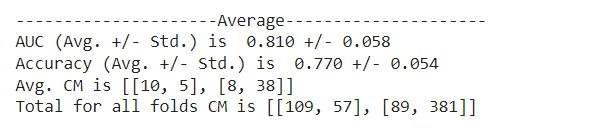 ---------------------Average---------------------
AUC (Avg. +/- Std.) is  0.810 +/- 0.058
Accuracy (Avg. +/- Std.) is  0.770 +/- 0.054
Avg. CM is [[10, 5], [8, 38]]
Total for all folds CM is [[109, 57], [89, 381]]